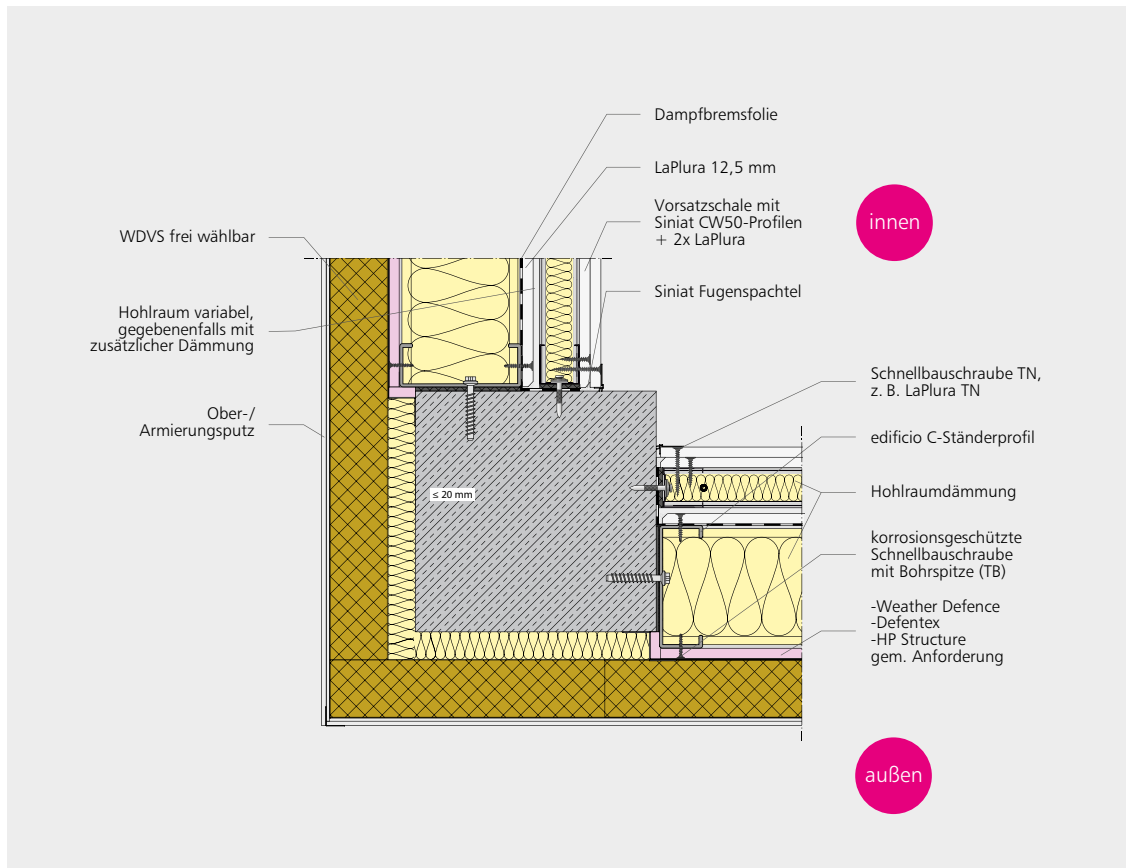 Dampfbremsfolie
LaPlura 12,5 mm
Vorsatzschale mit
Siniat CW50-Profilen
+ 2x LaPlura
innen
WDVS frei wählbar
Siniat Fugenspachtel
Hohlraum variabel,
gegebenenfalls mit
zusätzlicher Dämmung
Schnellbauschraube TN,
z. B. LaPlura TN
Ober-/
Armierungsputz
edificio C-Ständerprofil
≤ 20 mm
Hohlraumdämmung
korrosionsgeschützte
Schnellbauschraube
mit Bohrspitze (TB)
-Weather Defence
-Defentex
-HP Structure
gem. Anforderung
außen